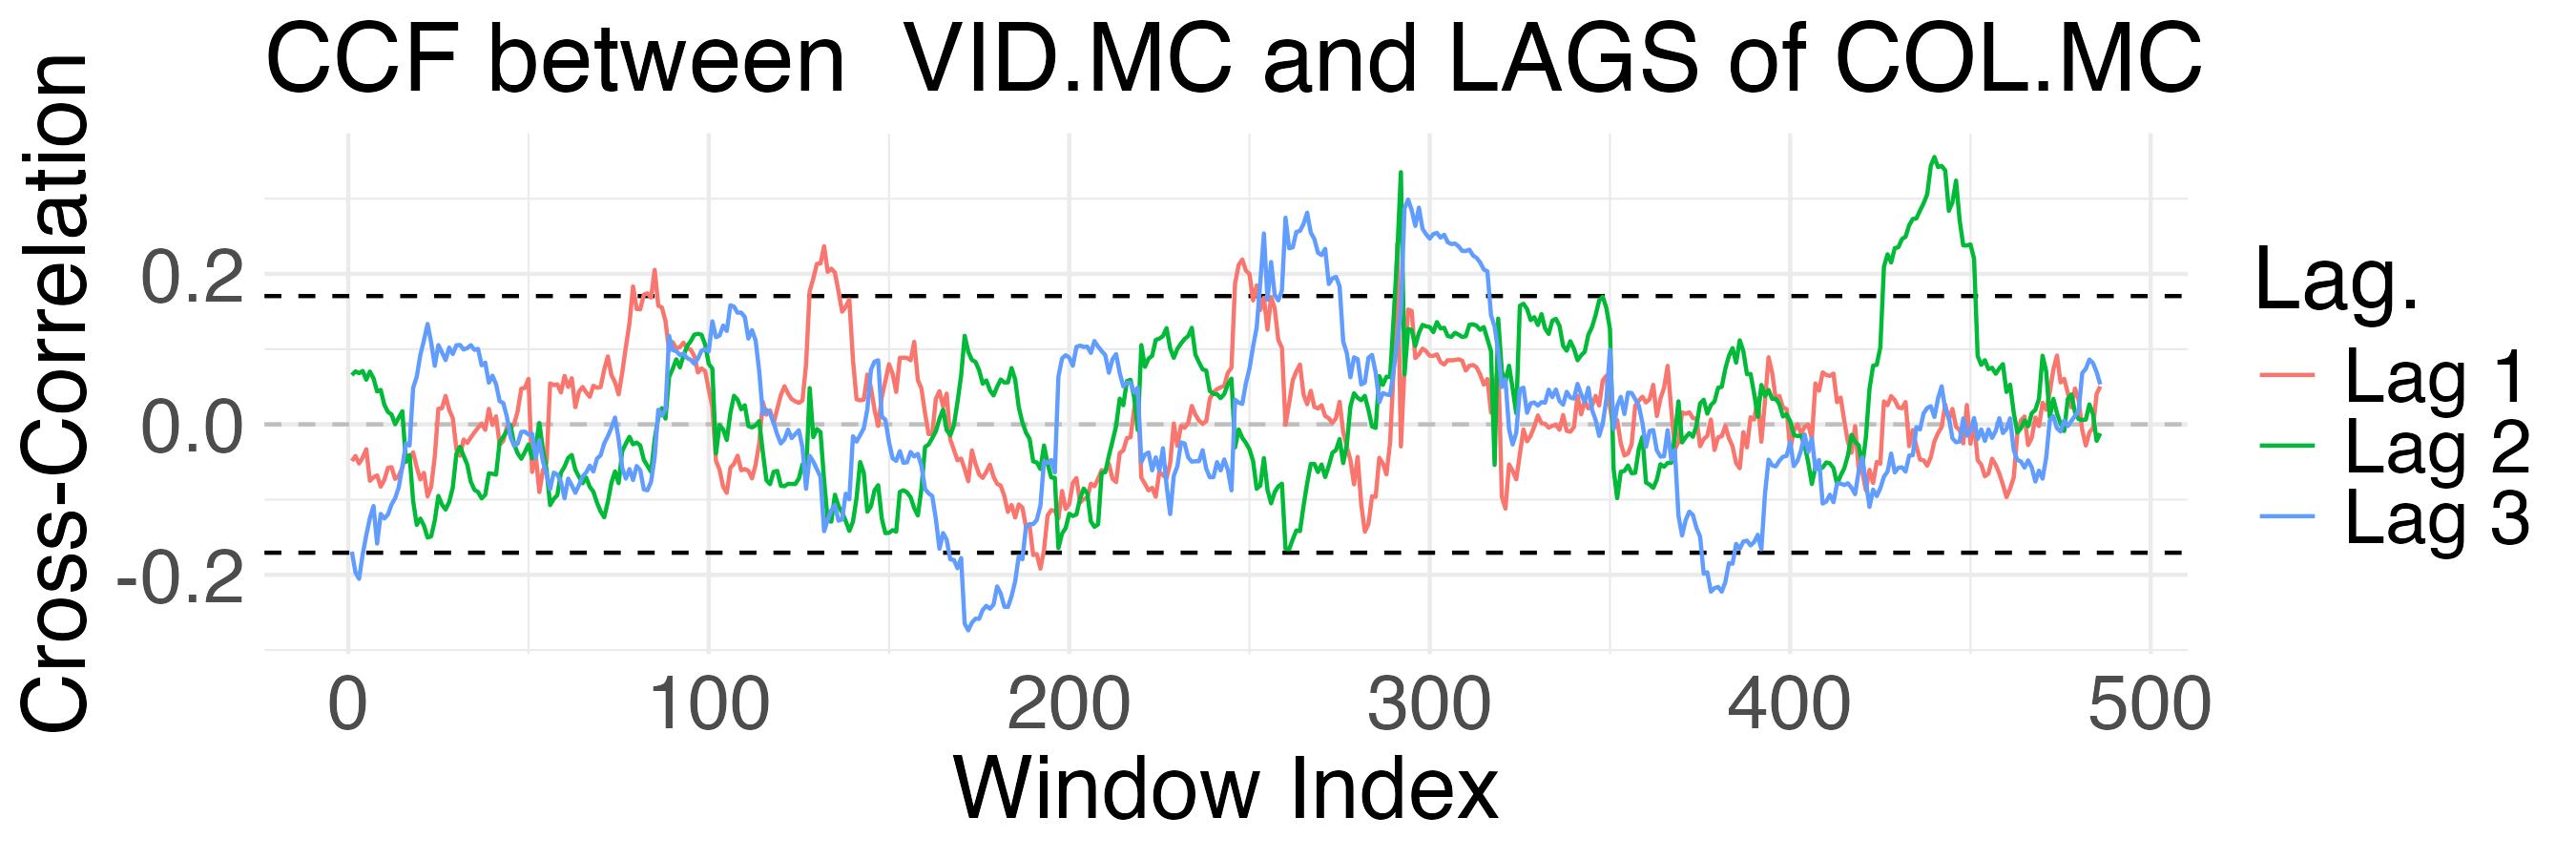 CCF between  VID.MC and LAGS of COL.MC
Cross-Correlation
0.2
0.0
-0.2
0 100 200 300 400 500
Window Index
Lag.
Lag 1
Lag 2
Lag 3